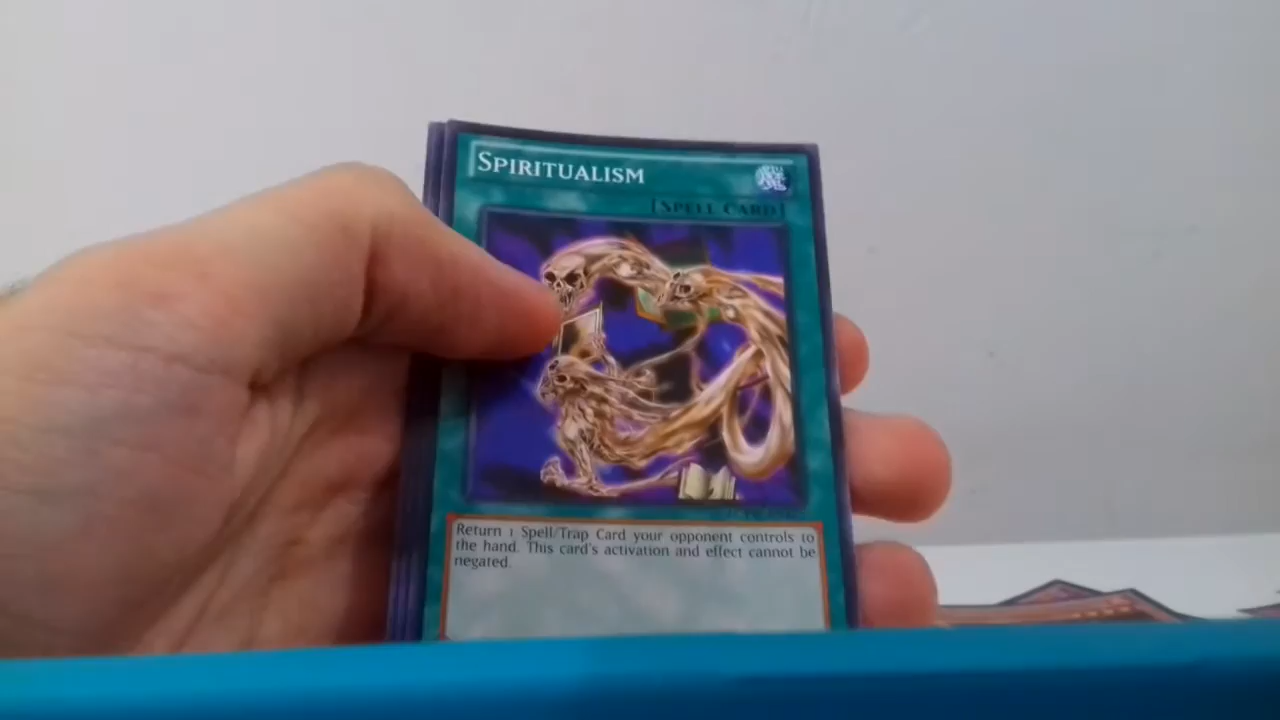 SPIRITUALISM
[SPELL CARD]
Return 1 Spell/Trap Card your opponent controls to
the hand. This card's activation and effect cannot be
negated.